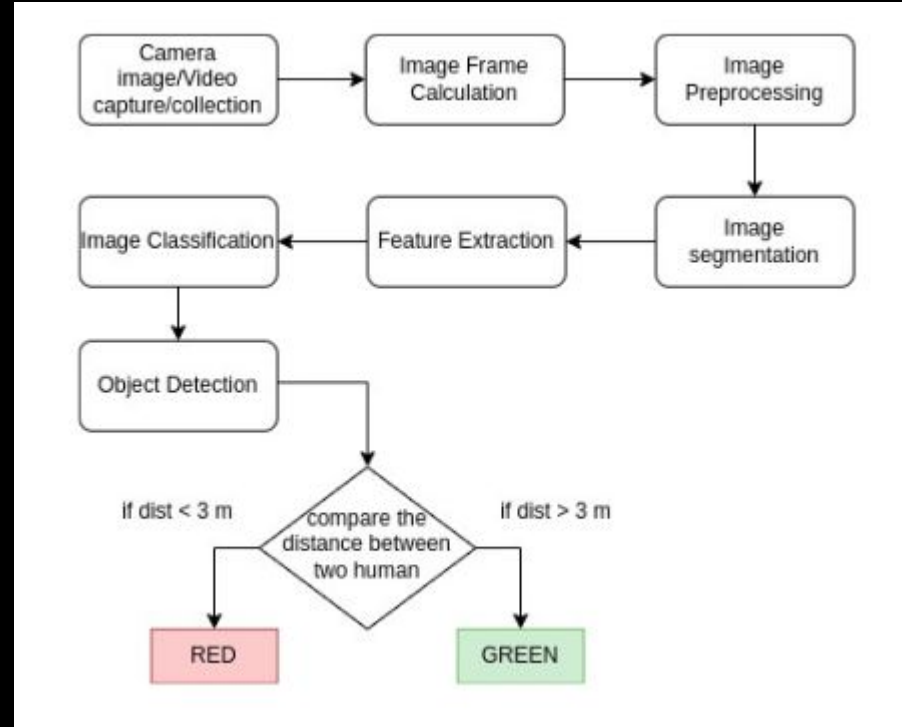 Camera
image/Video
capture/collection
Image Frame
Calculation
Image
Preprocessing
Image Classification
Feature Extraction
Image
segmentation
Object Detection
if dist < 3 m
compare the
distance between
two human
if dist > 3 m
RED
GREEN